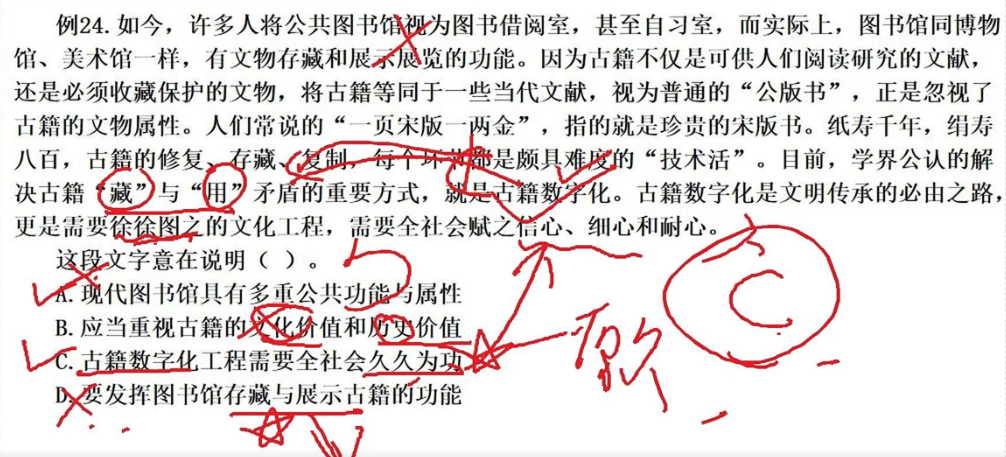 例24.如今，许多人将公共图书馆视为图书借阅室，甚至自习室，而实际上，图书馆同博物
馆、美术馆一样，有文物存藏和展示展览的功能。因为古籍不仅是可供人们阅读研究的文献，
还是必须收藏保护的文物，将古籍等同于一些当代文献，视为普通的“公版书”，正是忽视了
古籍的文物属性。人们常说的“一页宋版一两金”，指的就是珍贵的宋版书。纸寿千年，绢寿
八百，古籍的修复、存藏、复制，每个环节都是颇具难度的“技术活”。目前，学界公认的解
决古籍“藏”与“用”矛盾的重要方式，就是古籍数字化。古籍数字化是文明传承的必由之路，
更是需要徐徐图之的文化工程，需要全社会赋之信心、细心和耐心。
这段文字意在说明（ ）。
A.现代图书馆具有多重公共功能与属性
B.应当重视古籍的文化价值和历史价值
C.古籍数字化工程需要全社会久久为功
D.要发挥图书馆存藏与展示古籍的功能